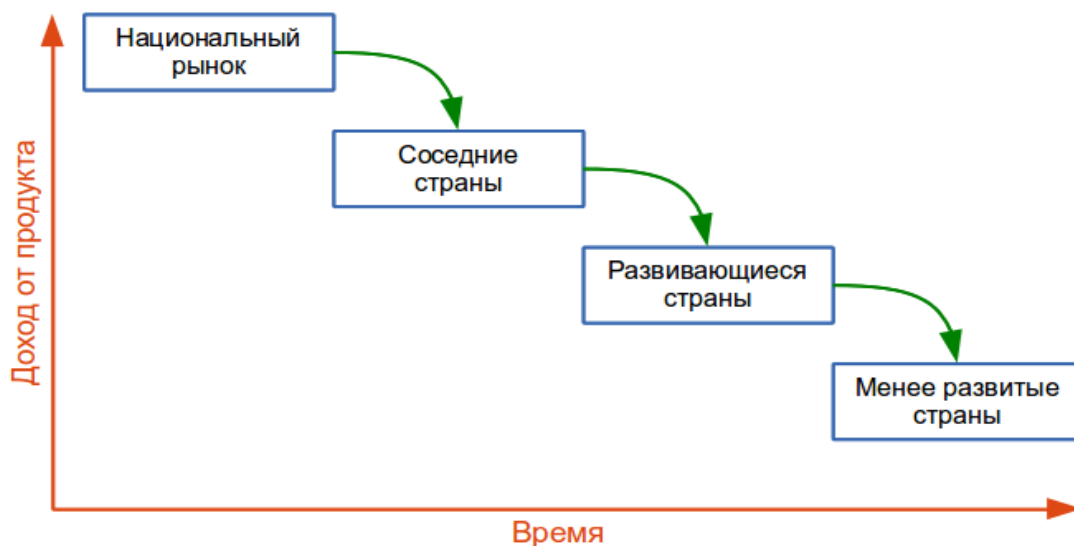 Национальный
рынок
Соседние
страны
Развивающиеся
страны
Менее развитые
страны
Доход от продукта
Время